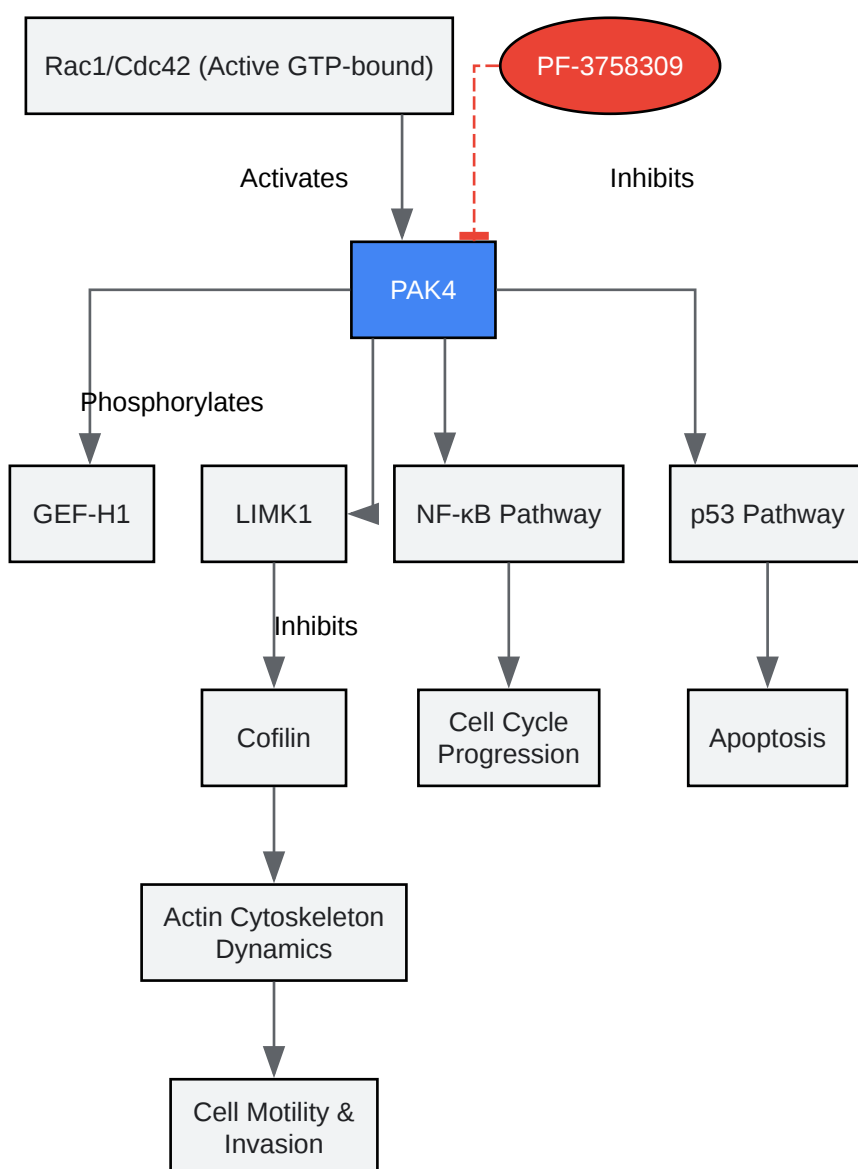 Rac1/Cdc42 (Active GTP-bound)
PF-3758309
Activates
Inhibits
PAK4
Phosphorylates
GEF-H1
LIMK1
NF-κB Pathway
p53 Pathway
Inhibits
Cofilin
Cell Cycle
Progression
Apoptosis
Actin Cytoskeleton
Dynamics
Cell Motility &
Invasion